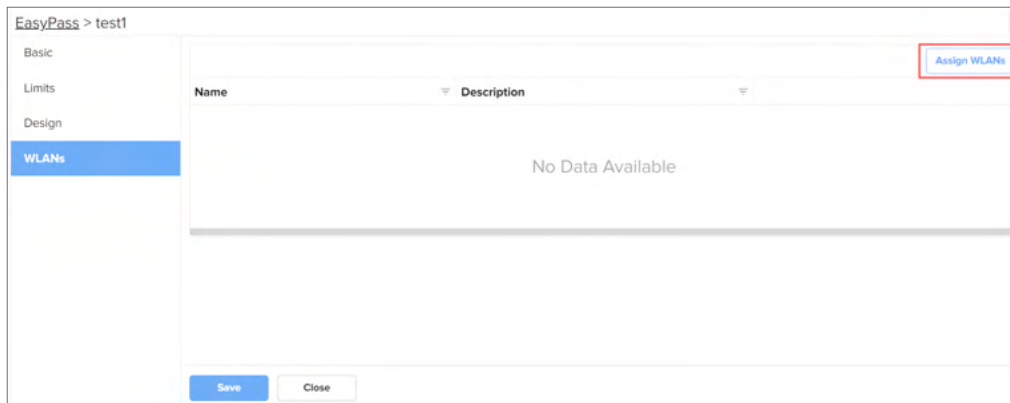 EasyPass > test1
Basic
Limits
Design
WLANs
Assign WLANs
Name Description
No Data Available
Save Close